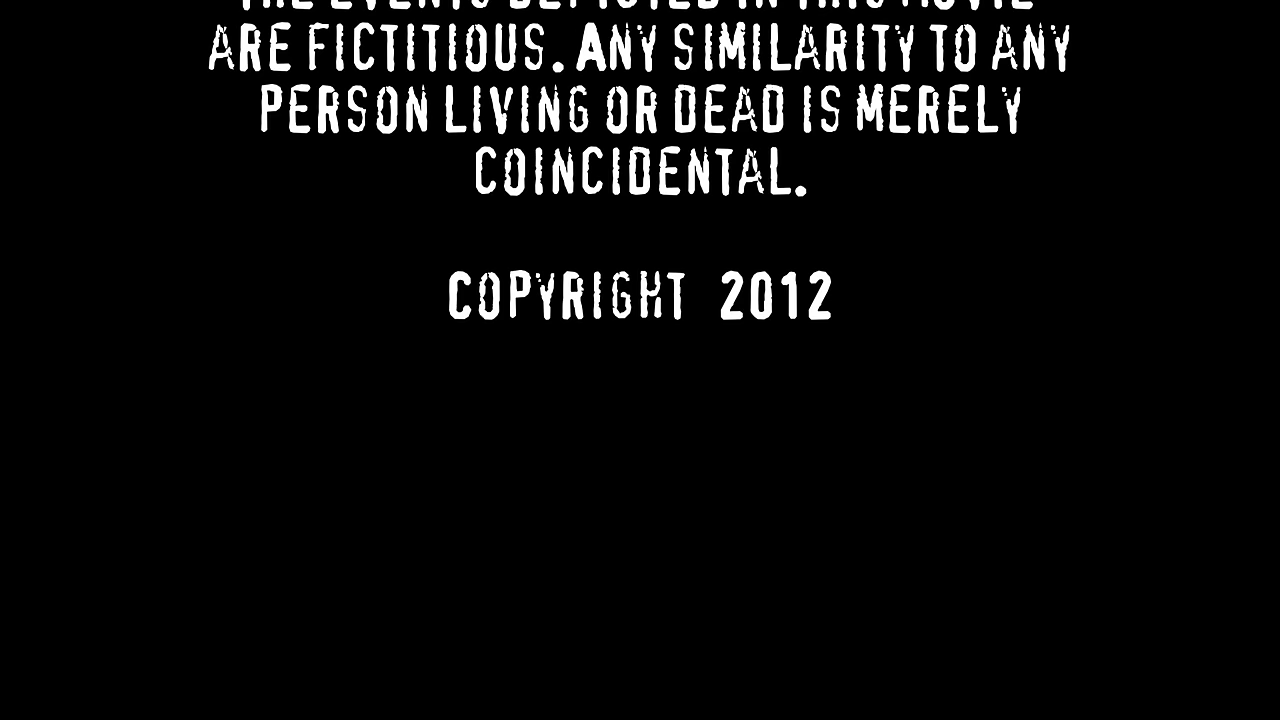 THE EVENTS DEPICTED IN THIS MOVIE
ARE FICTITIOUS. ANY SIMILARITY TO ANY
PERSON LIVING OR DEAD IS MERELY
COINCIDENTAL.
COPYRIGHT 2012